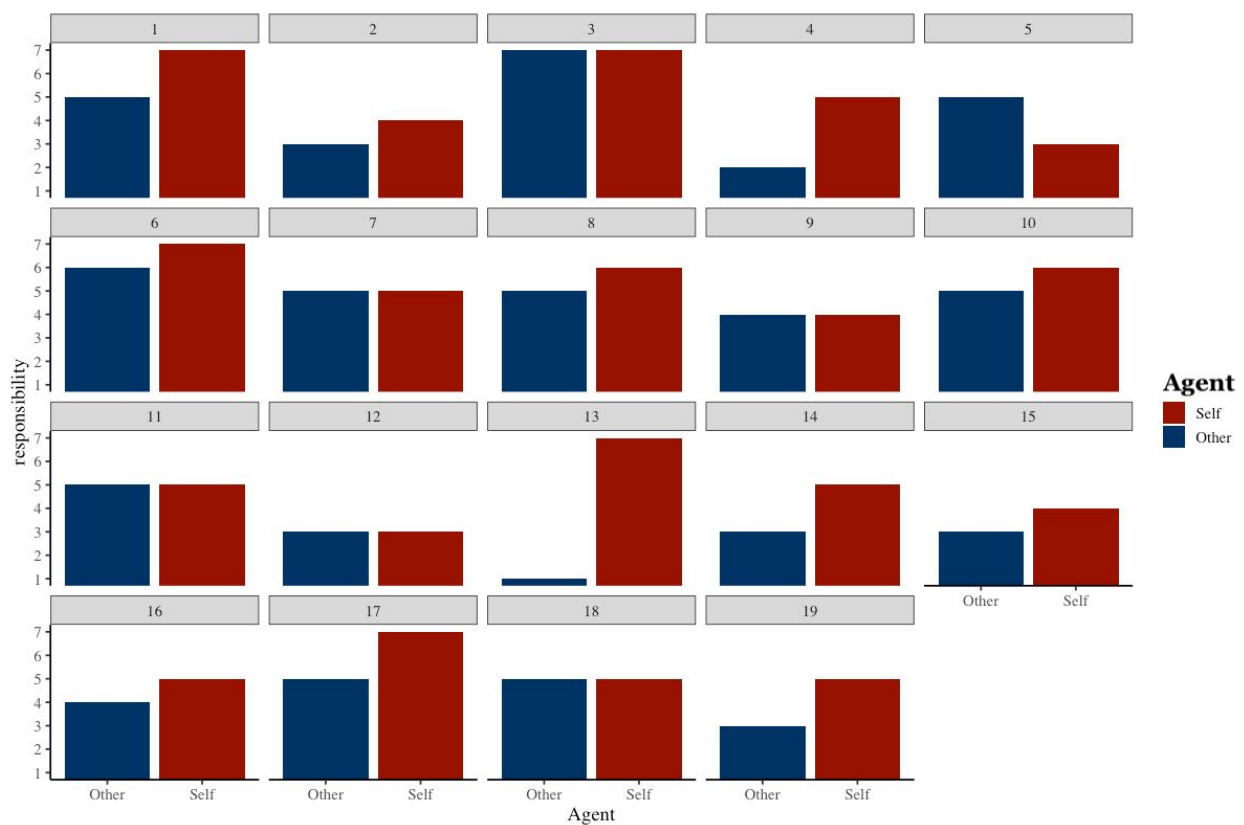 1 2 3 4 5
7
6
5
4
3
2
1
6 7 8 9 10
7
6
5
4
3
2
1
11 12 13 14 15
7
6
5
4
3
2
1
Other Self
16 17 18 19
7
6
5
4
3
2
1
Other Self Other Self Other Self Other Self
Agent
responsibility
Agent
Self
Other